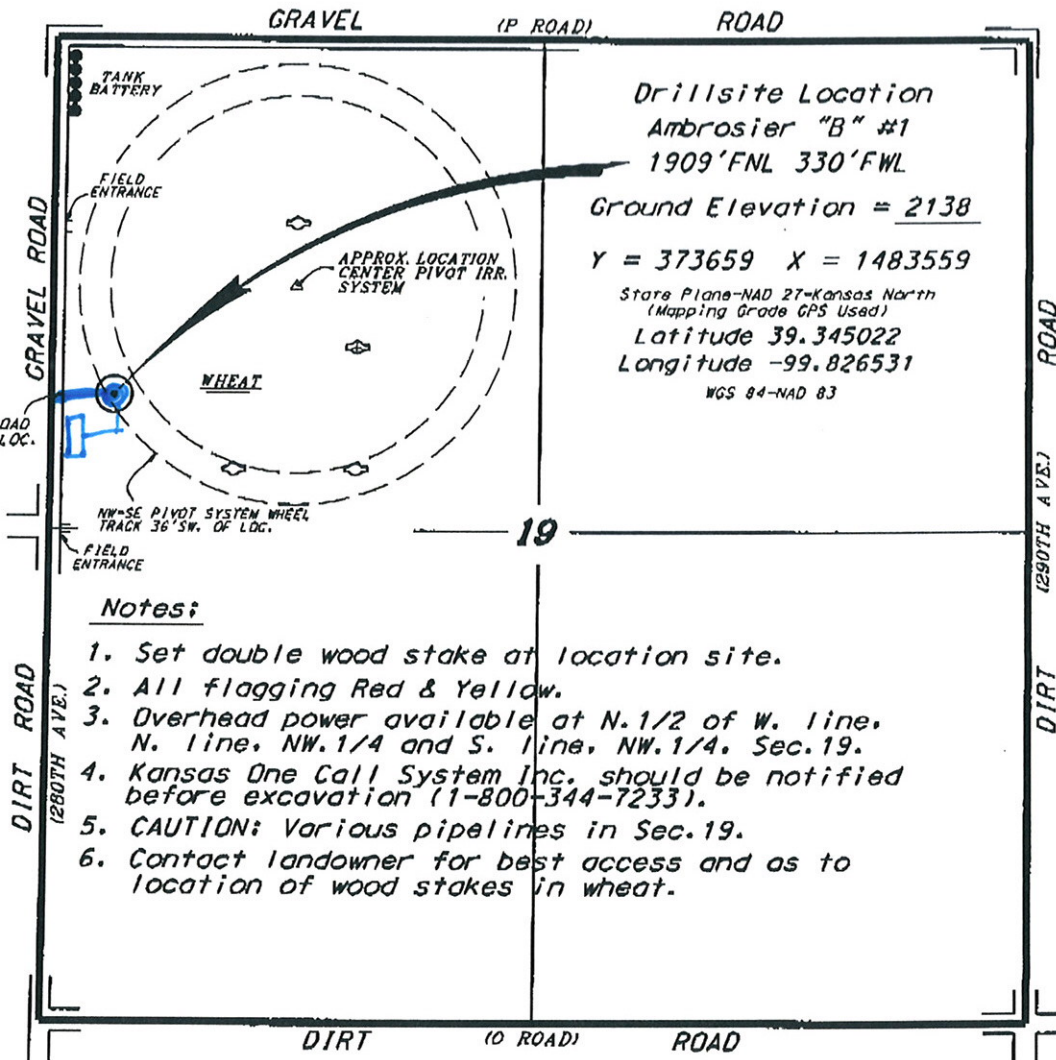 GRAVEL (P ROAD) ROAD
TANK
BATTERY
FIELD
ENTRANCE
GRAVEL ROAD
APPROX. LOCATION
CENTER PIVOT IRR.
SYSTEM
WHEAT
LOC.
NW-SE PIVOT SYSTEM WHEEL
TRACK 36'SW. OF LOC.
FIELD
ENTRANCE
Drillsite Location
Ambrosier "B" #1
1909'FNL 330'FWL
Ground Elevation = 2138
Y = 373659 X = 1483559
State Plane-NAD 27-Kansas North
(Mapping Grade GPS Used)
Latitude 39.345022
Longitude -99.826531
WGS 84-NAD 83
ROAD
(290TH AVE.)
DIRT
19
Notes:
1. Set double wood stake at location site.
2. All flagging Red & Yellow.
3. Overhead power available at N.1/2 of W. line,
N. line, NW.1/4 and S. line, NW.1/4, Sec.19.
4. Kansas One Call System Inc. should be notified
before excavation (1-800-344-7233).
5. CAUTION: Various pipelines in Sec.19.
6. Contact landowner for best access and as to
location of wood stakes in wheat.
DIRT ROAD
(280TH AVE.)
DIRT (O ROAD) ROAD